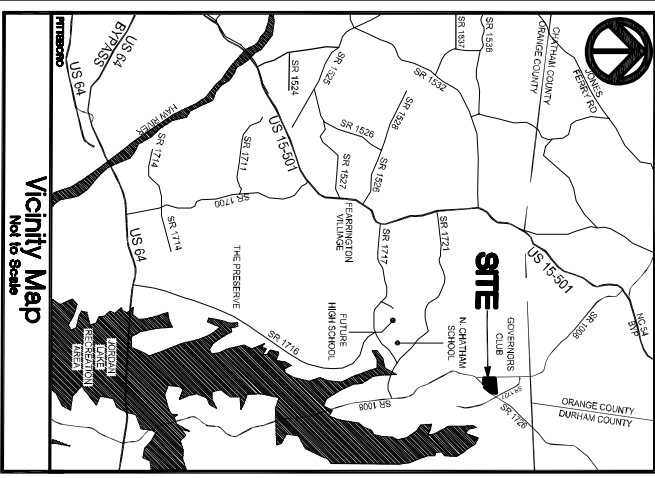 Vicinity Map
Not to Scale
SITE
JONES
FERRY RD
CHATHAM COUNTY
ORANGE COUNTY
SR 1536
SR 1537
SR 1532
SR 1525
SR 1524
SR 1528
SR 1526
SR 1526
SR 1527
US 15-501
US 64
BYPASS
US 64
PITTSBORO
HAW RIVER
SR 1714
SR 1711
SR 1700
SR 1714
US 64
FEARRINGTON
VILLIAGE
SR 1717
SR 1721
THE PRESERVE
SR 1716
FUTURE
HIGH SCHOOL
N. CHATHAM
SCHOOL
GOVERNORS
CLUB
US 15-501
NC 54
BYP
SR 1008
SR 1726
SR 1008
ORANGE COUNTY
DURHAM COUNTY
JORDAN
LAKE
RECREATION
AREA